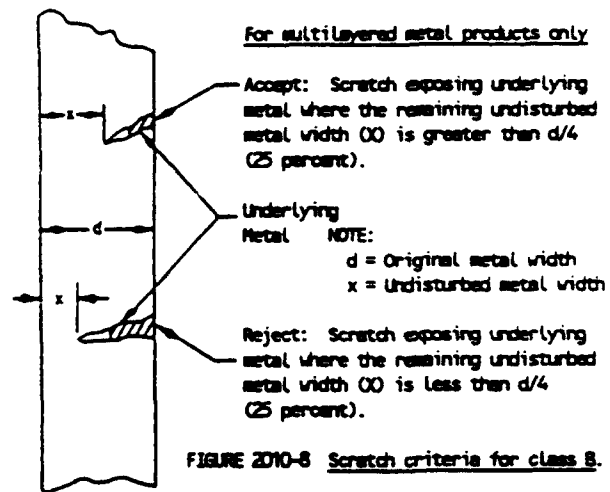 For multilayered metal products only
x
Accept: Scratch exposing underlying
metal where the remaining undisturbed
metal width (X) is greater than d/4
(25 percent).
d
Underlying
Metal NOTE:
d = Original metal width
x = Undisturbed metal width
x
Reject: Scratch exposing underlying
metal where the remaining undisturbed
metal width (X) is less than d/4
(25 percent).
FIGURE 2010-8 Scratch criteria for class B.